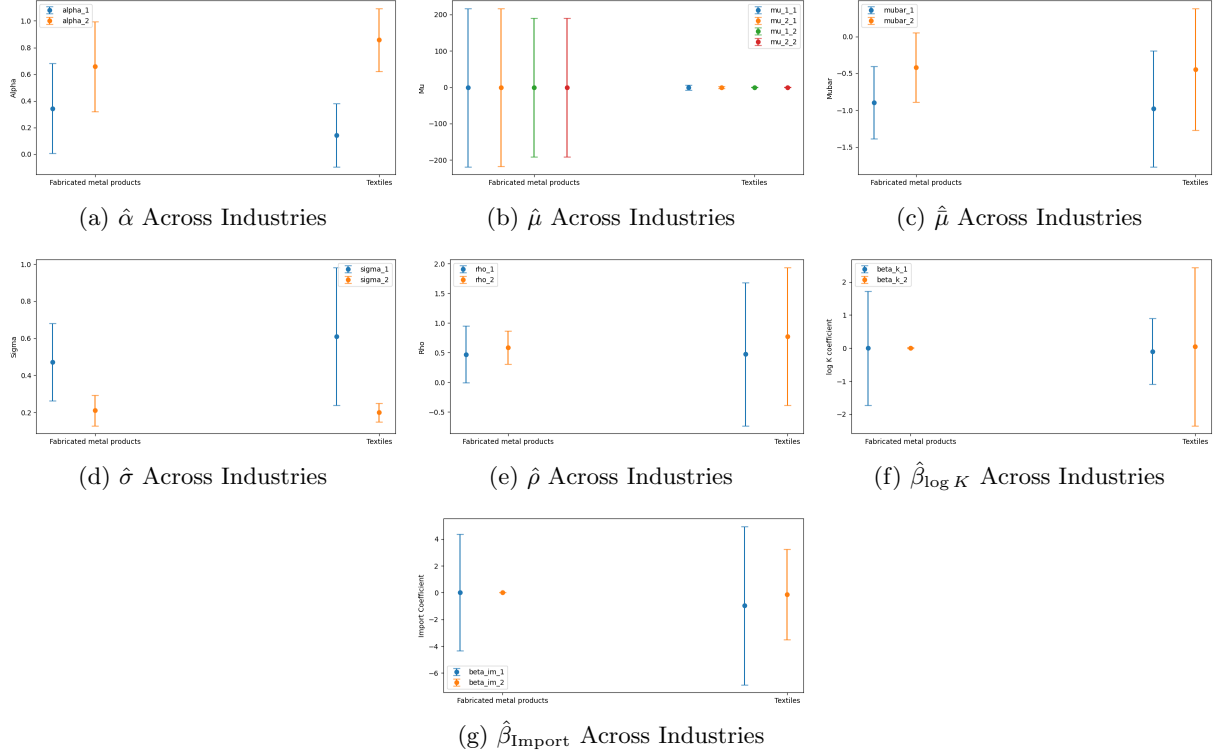 alpha_1
alpha_2
1.0
0.8
0.6
0.4
0.2
0.0
Alpha
Fabricated metal products
Textiles
(a) α̂ Across Industries
mu_1_1
mu_2_1
mu_1_2
mu_2_2
200
100
0
−100
−200
Mu
Fabricated metal products
Textiles
(b) μ̂ Across Industries
mubar_1
mubar_2
0.0
−0.5
−1.0
−1.5
Mubar
Fabricated metal products
Textiles
(c) μ̄̂ Across Industries
sigma_1
sigma_2
1.0
0.8
0.6
0.4
0.2
Sigma
Fabricated metal products
Textiles
(d) σ̂ Across Industries
rho_1
rho_2
2.0
1.5
1.0
0.5
0.0
−0.5
Rho
Fabricated metal products
Textiles
(e) ρ̂ Across Industries
beta_k_1
beta_k_2
2
1
0
−1
−2
log K coefficient
Fabricated metal products
Textiles
(f) β̂log K Across Industries
4
2
0
−2
−4
−6
Import Coefficient
beta_im_1
beta_im_2
Fabricated metal products
Textiles
(g) β̂Import Across Industries